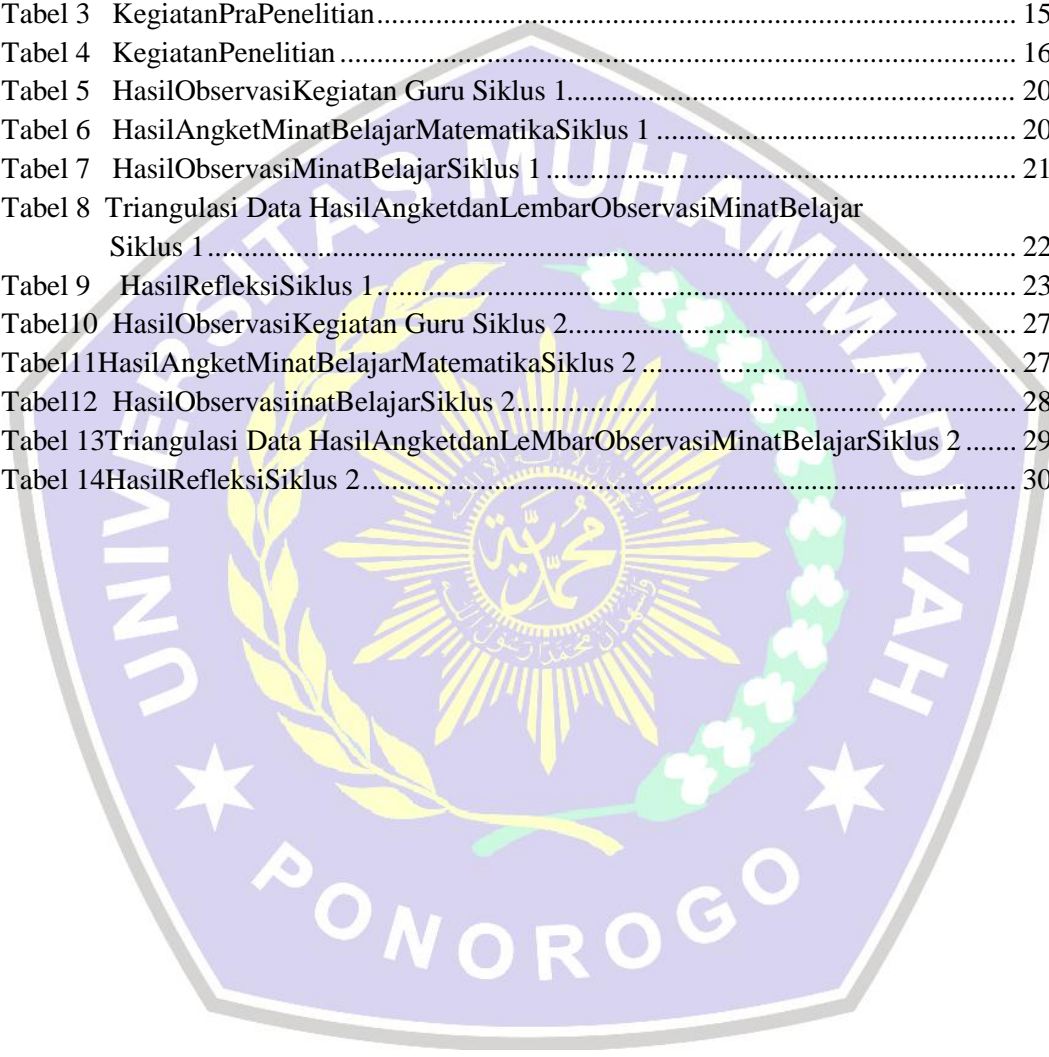 Tabel 3 KegiatanPraPenelitian.......... 15
Tabel 4 KegiatanPenelitian.......... 16
Tabel 5 HasilObservasiKegiatan Guru Siklus 1.......... 20
Tabel 6 HasilAngketMinatBelajarMatematikaSiklus 1.......... 20
Tabel 7 HasilObservasiMinatBelajarSiklus 1.......... 21
Tabel 8 Triangulasi Data HasilAngketdanLembarObservasiMinatBelajar
Siklus 1.......... 22
Tabel 9 HasilRefleksiSiklus 1.......... 23
Tabel10 HasilObservasiKegiatan Guru Siklus 2.......... 27
Tabel11HasilAngketMinatBelajarMatematikaSiklus 2.......... 27
Tabel12 HasilObservasiinatBelajarSiklus 2.......... 28
Tabel 13Triangulasi Data HasilAngketdanLeMbarObservasiMinatBelajarSiklus 2....... 29
Tabel 14HasilRefleksiSiklus 2.......... 30
UNIVERSITAS MUHAMMADIYAH
PONOROGO
محمدية